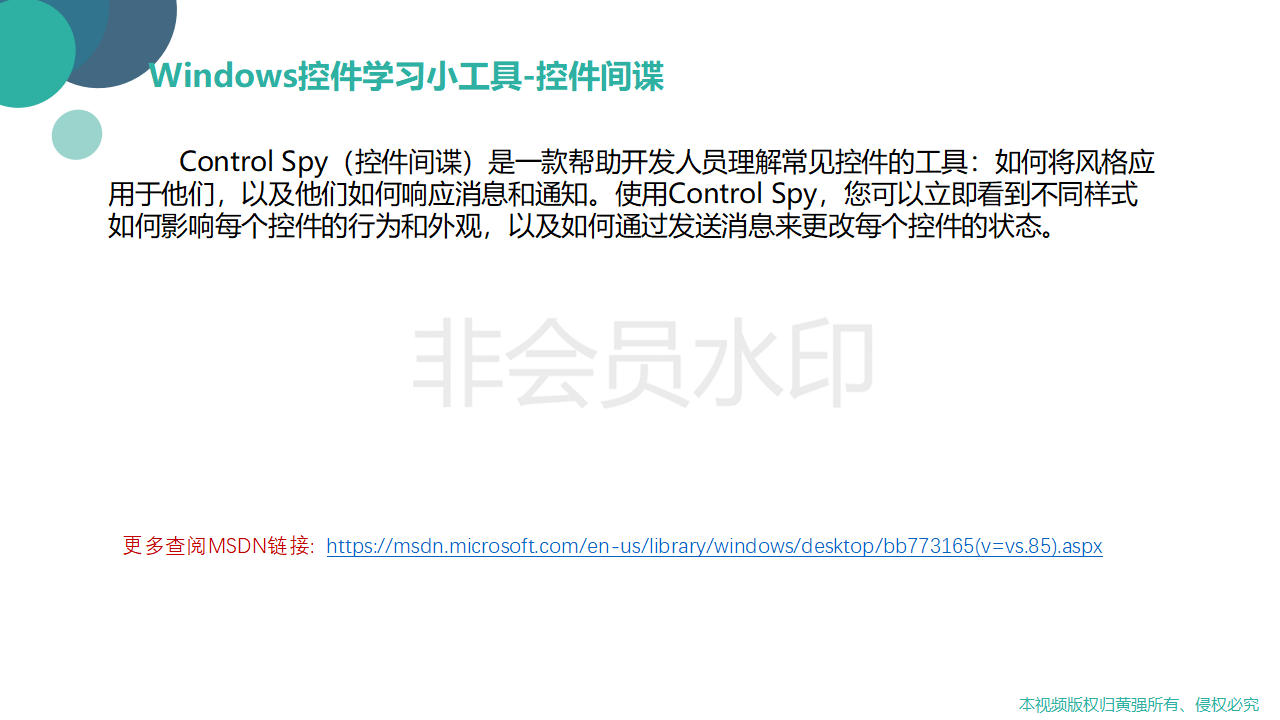 Windows控件学习小工具-控件间谍
Control Spy（控件间谍）是一款帮助开发人员理解常见控件的工具：如何将风格应
用于他们，以及他们如何响应消息和通知。使用Control Spy，您可以立即看到不同样式
如何影响每个控件的行为和外观，以及如何通过发送消息来更改每个控件的状态。
非会员水印
更多查阅MSDN链接: https://msdn.microsoft.com/en-us/library/windows/desktop/bb773165(v=vs.85).aspx
本视频版权归黄强所有、侵权必究